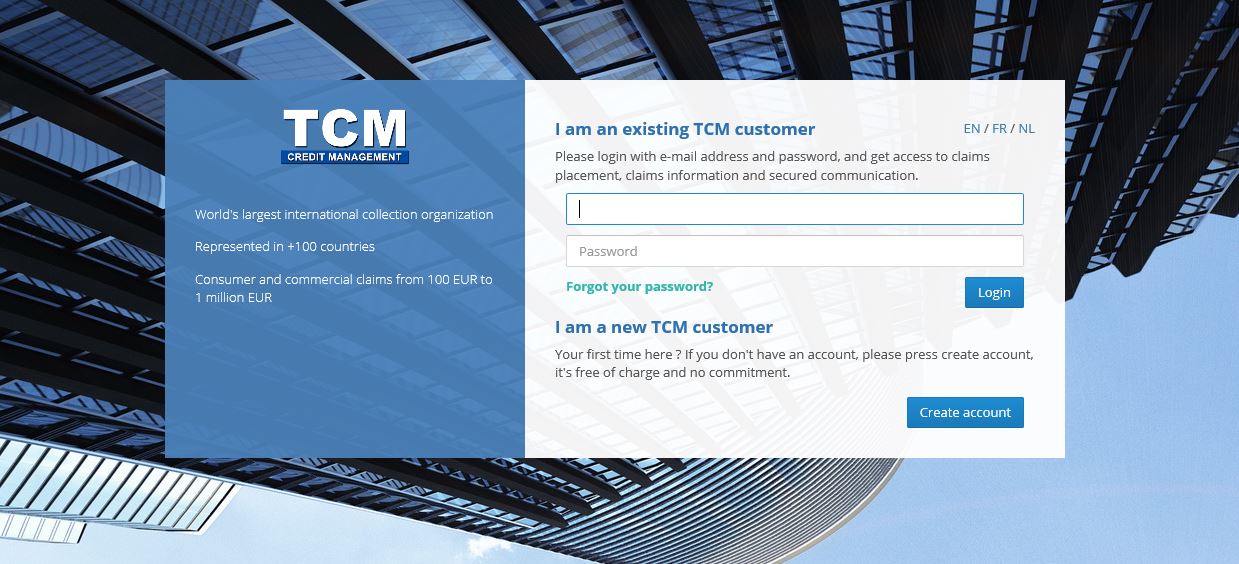 TCM
CREDIT MANAGEMENT
World's largest international collection organization
Represented in +100 countries
Consumer and commercial claims from 100 EUR to
1 million EUR
I am an existing TCM customer
EN / FR / NL
Please login with e-mail address and password, and get access to claims
placement, claims information and secured communication.
Password
Forgot your password?
Login
I am a new TCM customer
Your first time here ? If you don't have an account, please press create account,
it's free of charge and no commitment.
Create account